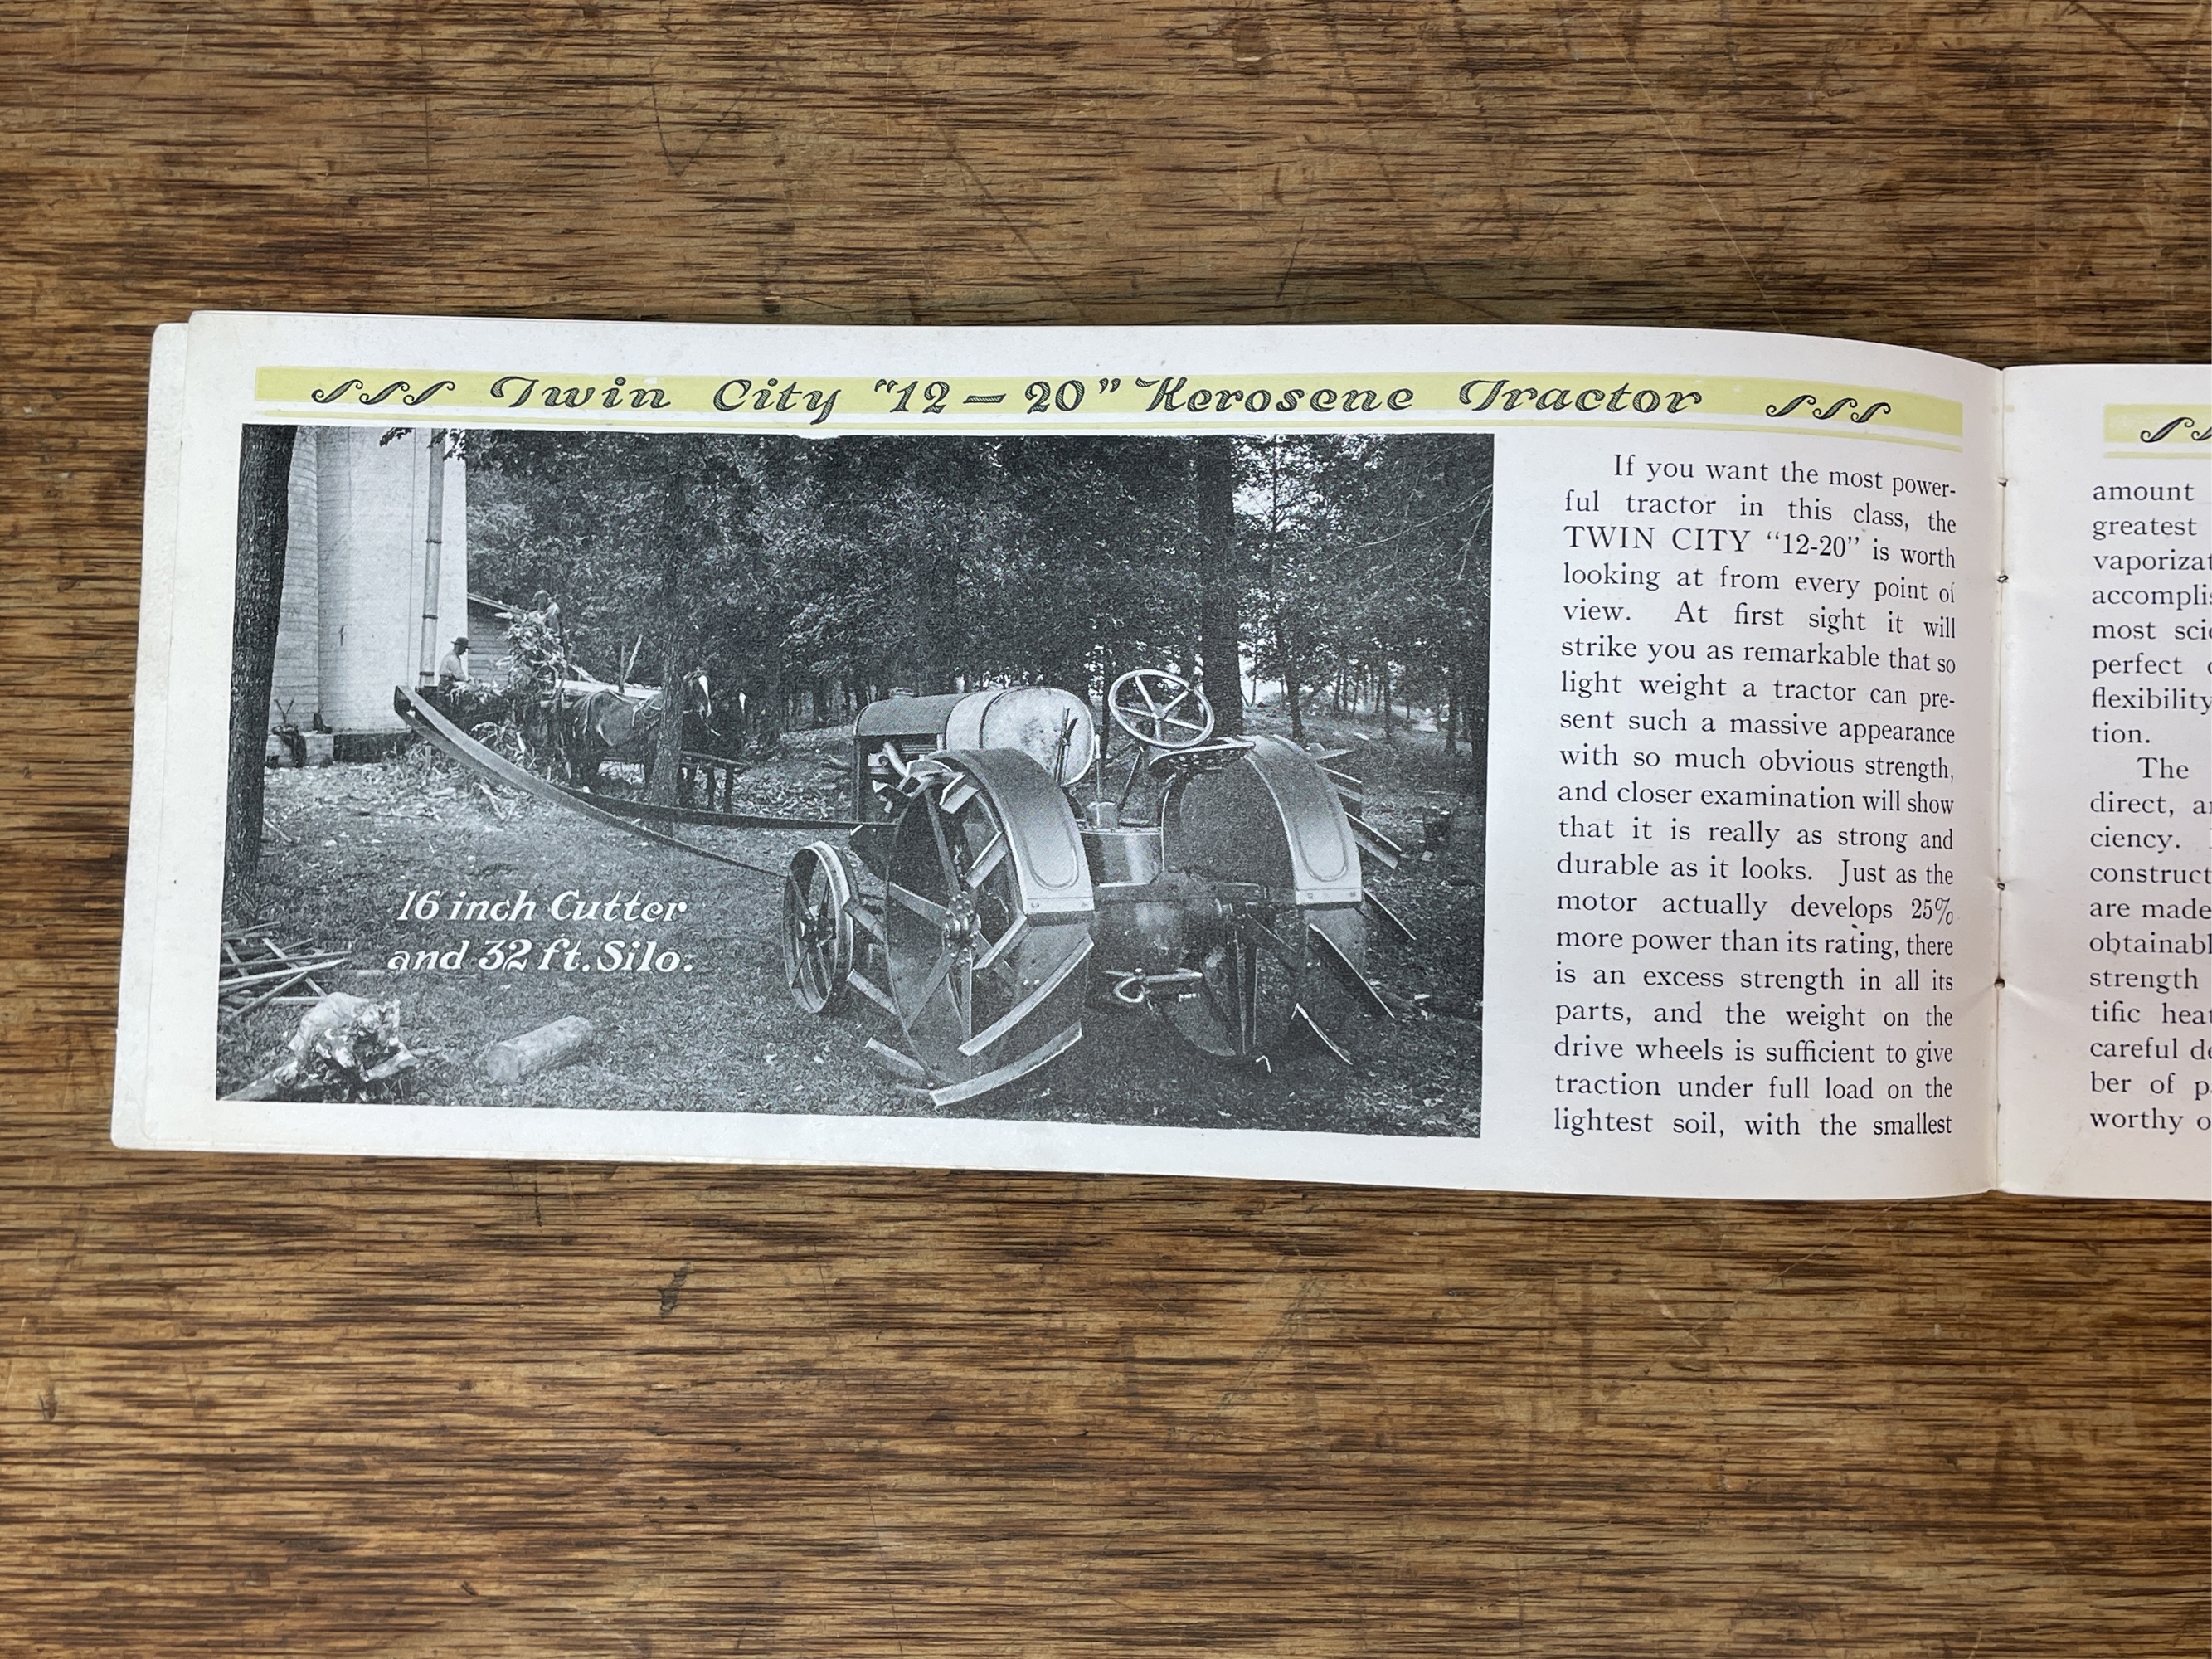 Twin City "12 – 20" Kerosene Tractor
16 inch Cutter
and 32 ft. Silo.
If you want the most power-
ful tractor in this class, the
TWIN CITY "12-20" is worth
looking at from every point of
view. At first sight it will
strike you as remarkable that so
light weight a tractor can pre-
sent such a massive appearance
with so much obvious strength,
and closer examination will show
that it is really as strong and
durable as it looks. Just as the
motor actually develops 25%
more power than its rating, there
is an excess strength in all its
parts, and the weight on the
drive wheels is sufficient to give
traction under full load on the
lightest soil, with the smallest
amount
greatest
vaporizat
accomplis
most scie
perfect
flexibility
tion.
The
direct, a
ciency.
construct
are made
obtainabl
strength
tific heat
careful de
ber of p
worthy o